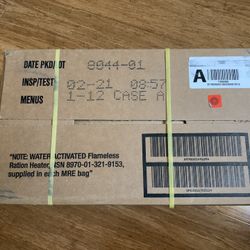 DATE PKD/LOT 8044-01
INSP/TEST 02-21 08:57
MENUS 1-12 CASE A
A
"NOTE: WATER ACTIVATED Flameless
Ration Heater, NSN 8970-01-321-9153,
supplied in each MRE bag"